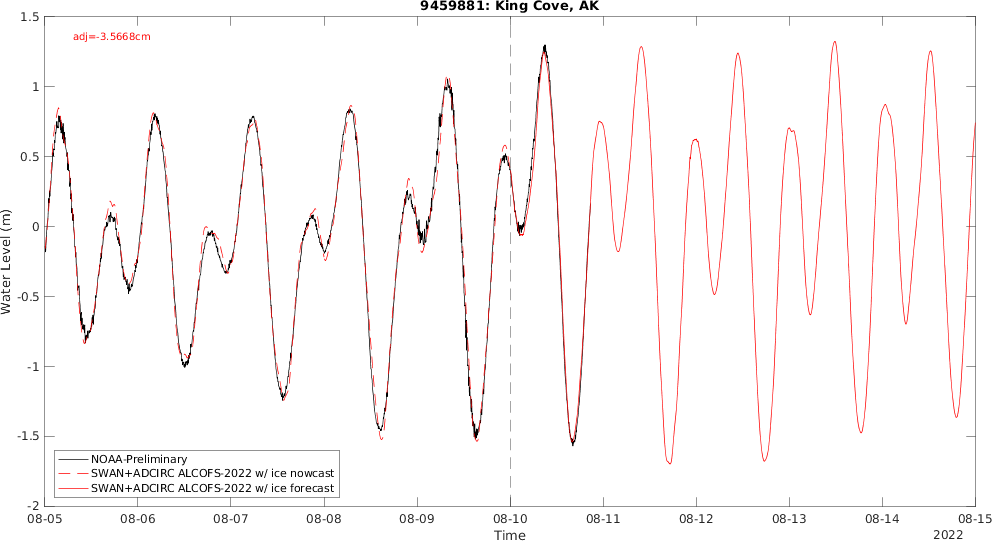 9459881: King Cove, AK
adj=-3.5668cm
1.5
1
0.5
0
-0.5
-1
-1.5
-2
Water Level (m)
NOAA-Preliminary
SWAN+ADCIRC ALCOFS-2022 w/ ice nowcast
SWAN+ADCIRC ALCOFS-2022 w/ ice forecast
08-05 08-06 08-07 08-08 08-09 08-10 08-11 08-12 08-13 08-14 08-15
Time
2022